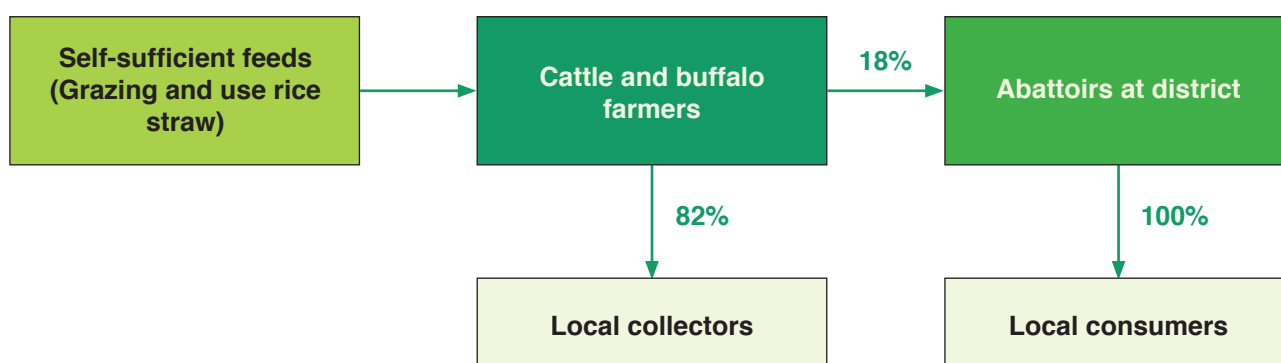 Self-sufficient feeds
(Grazing and use rice
straw)
Cattle and buffalo
farmers
18%
Abattoirs at district
82%
100%
Local collectors
Local consumers